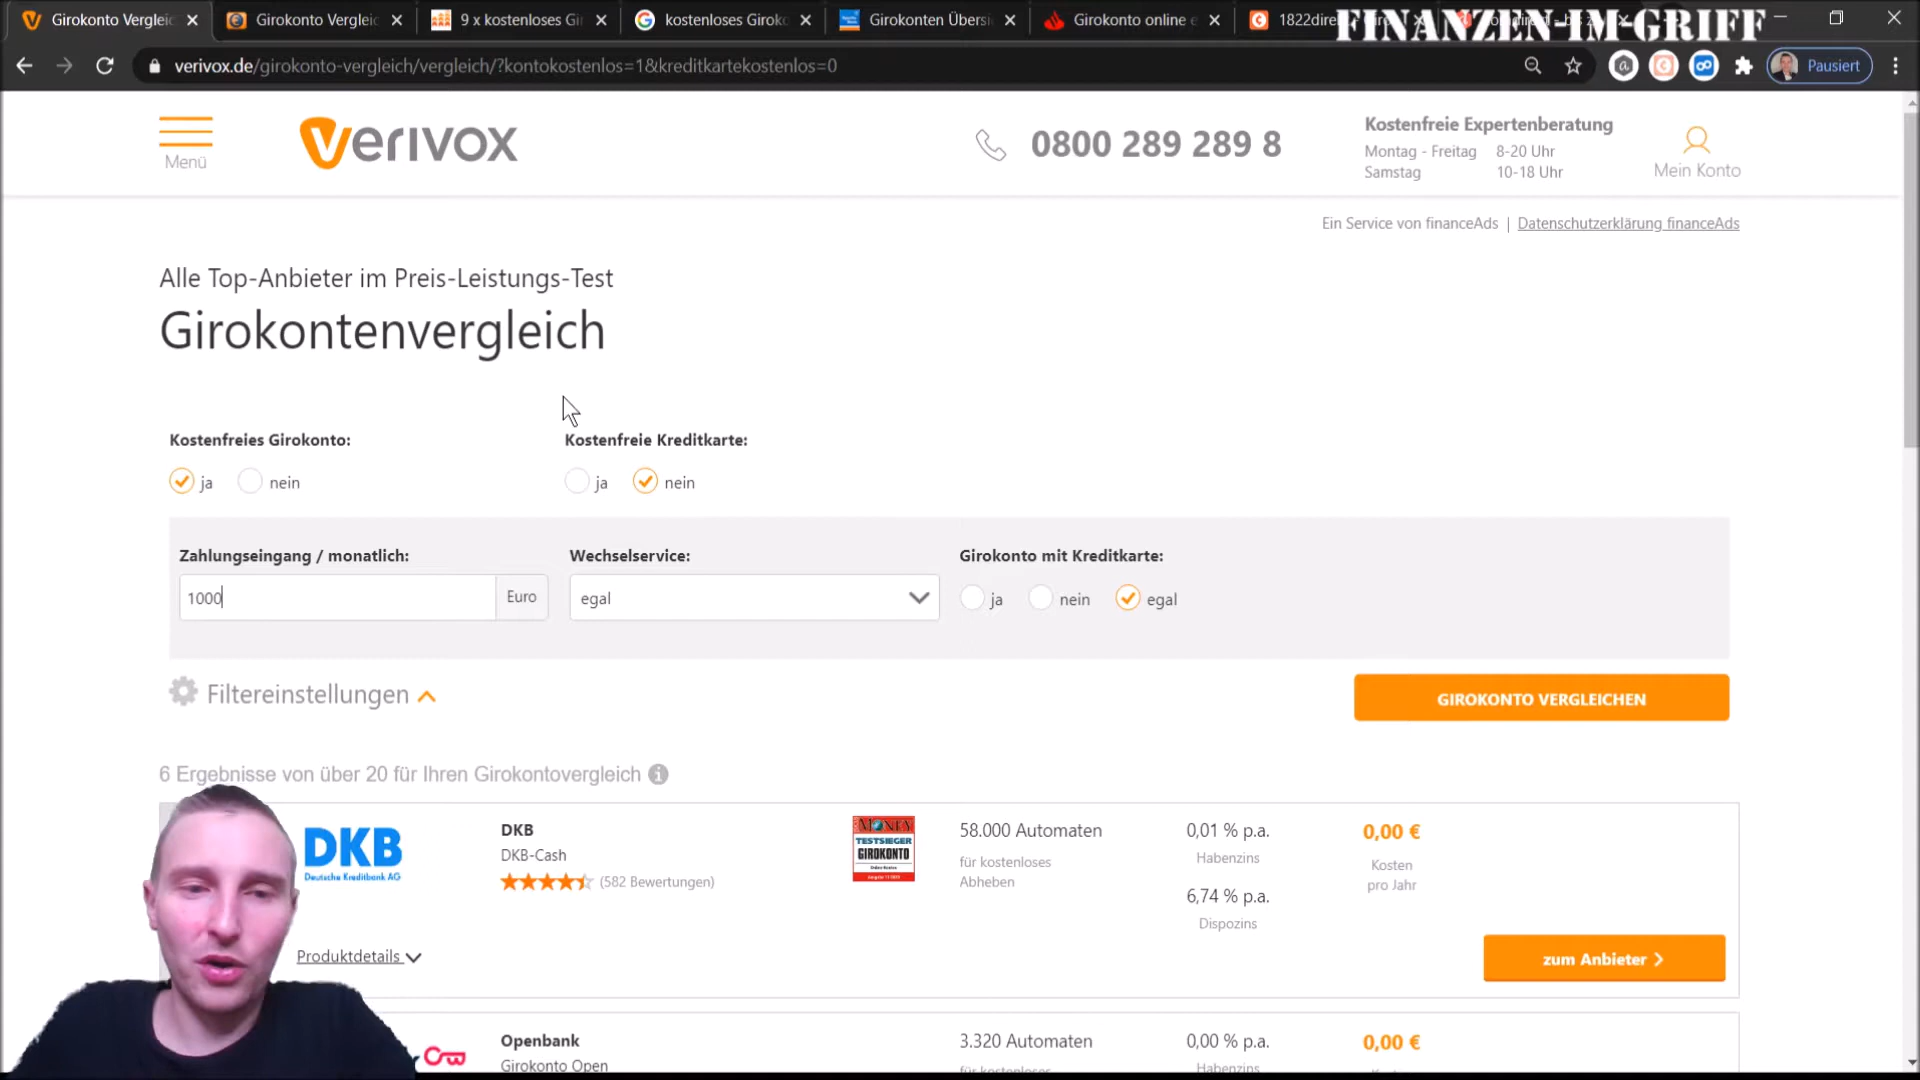 Girokonto Vergleic
Girokonto Vergleic
9 x kostenloses Gi
kostenloses Girok
Girokonten Übersi
Girokonto online e
1822dire
FINANZEN-IM-GRIFF
verivox.de/girokonto-vergleich/vergleich/?kontokostenlos=1&kreditkartekostenlos=0
Pausiert
Menü
verivox
0800 289 289 8
Kostenfreie Expertenberatung
Montag - Freitag 8-20 Uhr
Samstag 10-18 Uhr
Mein Konto
Ein Service von financeAds | Datenschutzerklärung financeAds
Alle Top-Anbieter im Preis-Leistungs-Test
Girokontenvergleich
Kostenfreies Girokonto:
Kostenfreie Kreditkarte:
ja nein
ja nein
Zahlungseingang / monatlich:
Wechselservice:
Girokonto mit Kreditkarte:
1000 Euro
egal
ja nein egal
Filtereinstellungen
GIROKONTO VERGLEICHEN
6 Ergebnisse von über 20 für Ihren Girokontovergleich
DKB
Deutsche Kreditbank AG
DKB
DKB-Cash
(582 Bewertungen)
MONEY
TESTSIEGER
GIROKONTO
58.000 Automaten
für kostenloses
Abheben
0,01 % p.a.
Habenzins
6,74 % p.a.
Dispozins
0,00 €
Kosten
pro Jahr
Produktdetails
zum Anbieter
Openbank
Girokonto Open
3.320 Automaten
für kostenloses
0,00 % p.a.
Habenzins
0,00 €